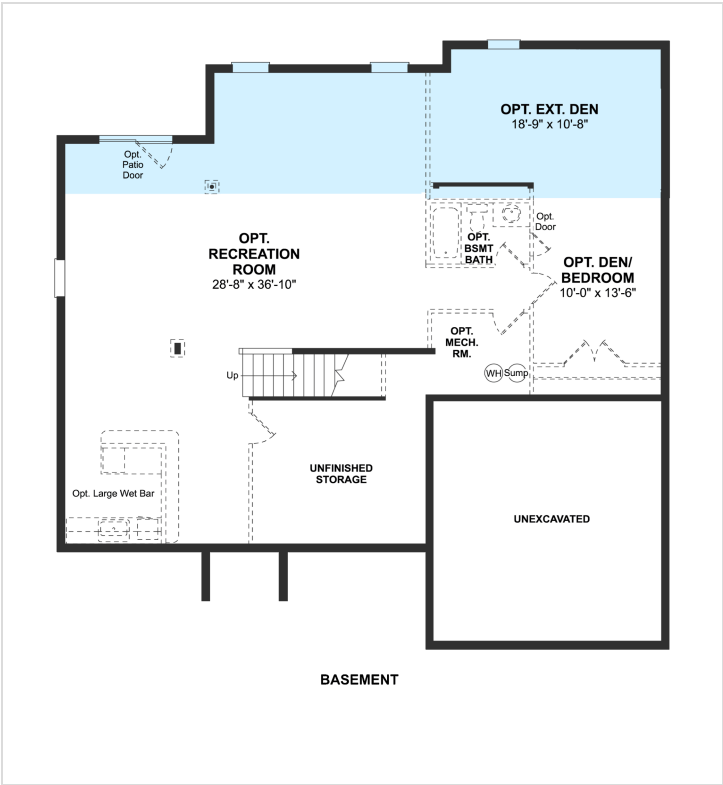 OPT. EXT. DEN
18'-9" x 10'-8"
Opt.
Patio
Door
OPT.
RECREATION
ROOM
28'-8" x 36'-10"
OPT.
BSMT
BATH
Opt.
Door
OPT. DEN/
BEDROOM
10'-0" x 13'-6"
OPT.
MECH.
RM.
Up
WH Sump
UNFINISHED
STORAGE
Opt. Large Wet Bar
UNEXCAVATED
BASEMENT